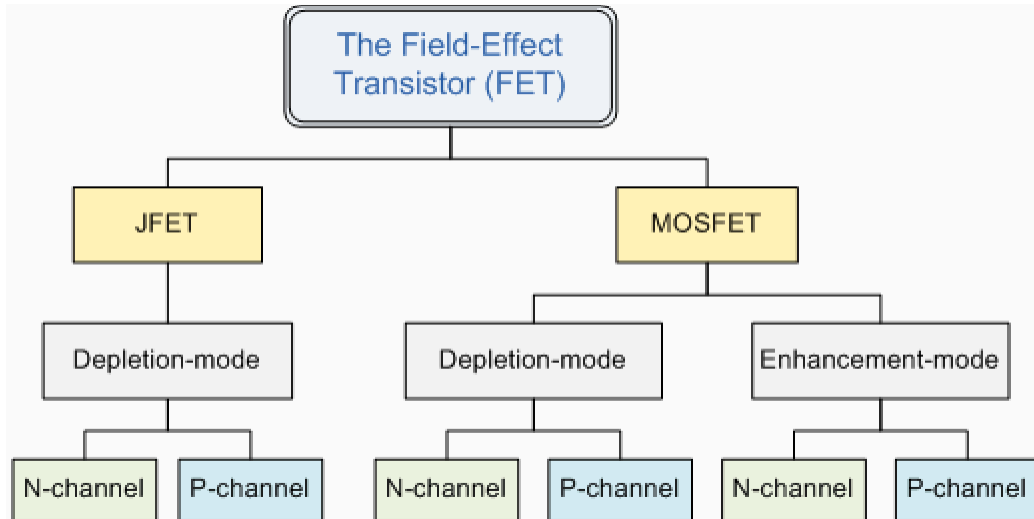 The Field-Effect
Transistor (FET)
JFET
MOSFET
Depletion-mode
Depletion-mode
Enhancement-mode
N-channel
P-channel
N-channel
P-channel
N-channel
P-channel